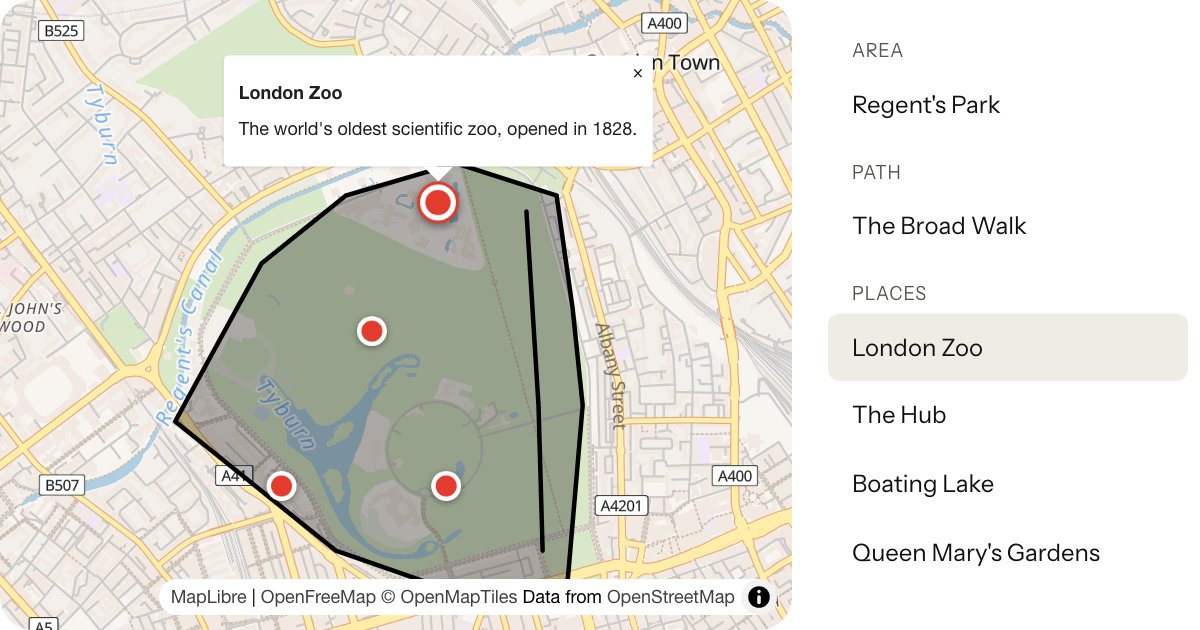 B525
A400
Town
×
London Zoo
The world's oldest scientific zoo, opened in 1828.
Tyburn
Regent's Canal
JOHN'S
WOOD
Albany Street
Tyburn
A41
B507
A400
A4201
A5
MapLibre | OpenFreeMap © OpenMapTiles Data from OpenStreetMap
AREA
Regent's Park
PATH
The Broad Walk
PLACES
London Zoo
The Hub
Boating Lake
Queen Mary's Gardens